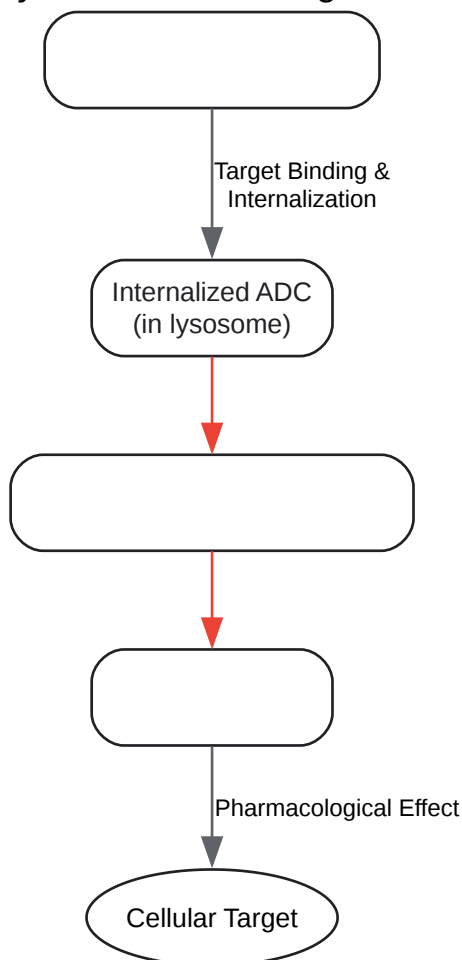 Target Binding &
Internalization
Internalized ADC
(in lysosome)
Pharmacological Effect
Cellular Target